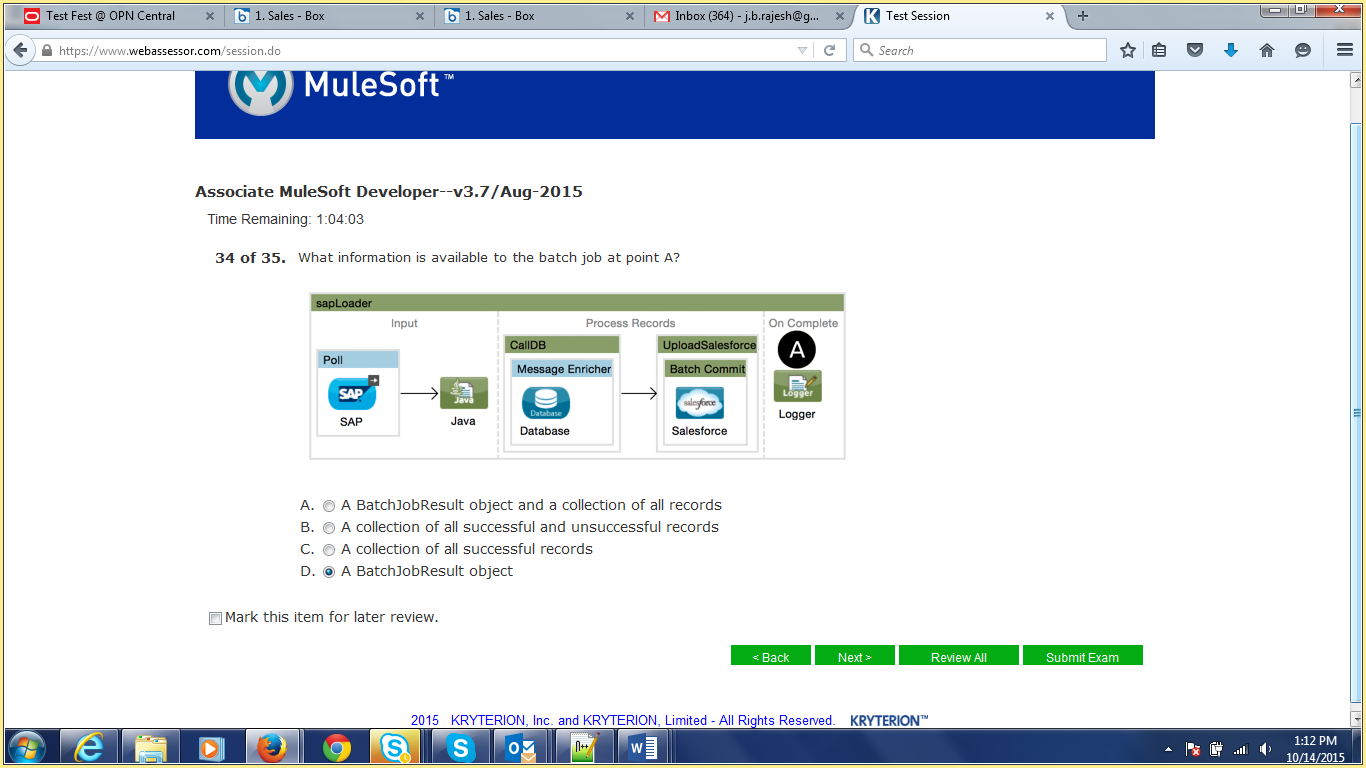 Test Fest @ OPN Central
1. Sales - Box
1. Sales - Box
Inbox (364) - j.b.rajesh@g...
Test Session
https://www.webassessor.com/session.do
Search
MuleSoft™
Associate MuleSoft Developer--v3.7/Aug-2015
Time Remaining: 1:04:03
34 of 35. What information is available to the batch job at point A?
sapLoader
Input
Process Records
On Complete
Poll
SAP
SAP
Java
Java
CallDB
Message Enricher
Database
Database
UploadSalesforce
Batch Commit
salesforce
Salesforce
A
Logger
Logger
A. A BatchJobResult object and a collection of all records
B. A collection of all successful and unsuccessful records
C. A collection of all successful records
D. A BatchJobResult object
Mark this item for later review.
< Back
Next >
Review All
Submit Exam
2015 KRYTERION, Inc. and KRYTERION, Limited - All Rights Reserved. KRYTERION™
1:12 PM
10/14/2015